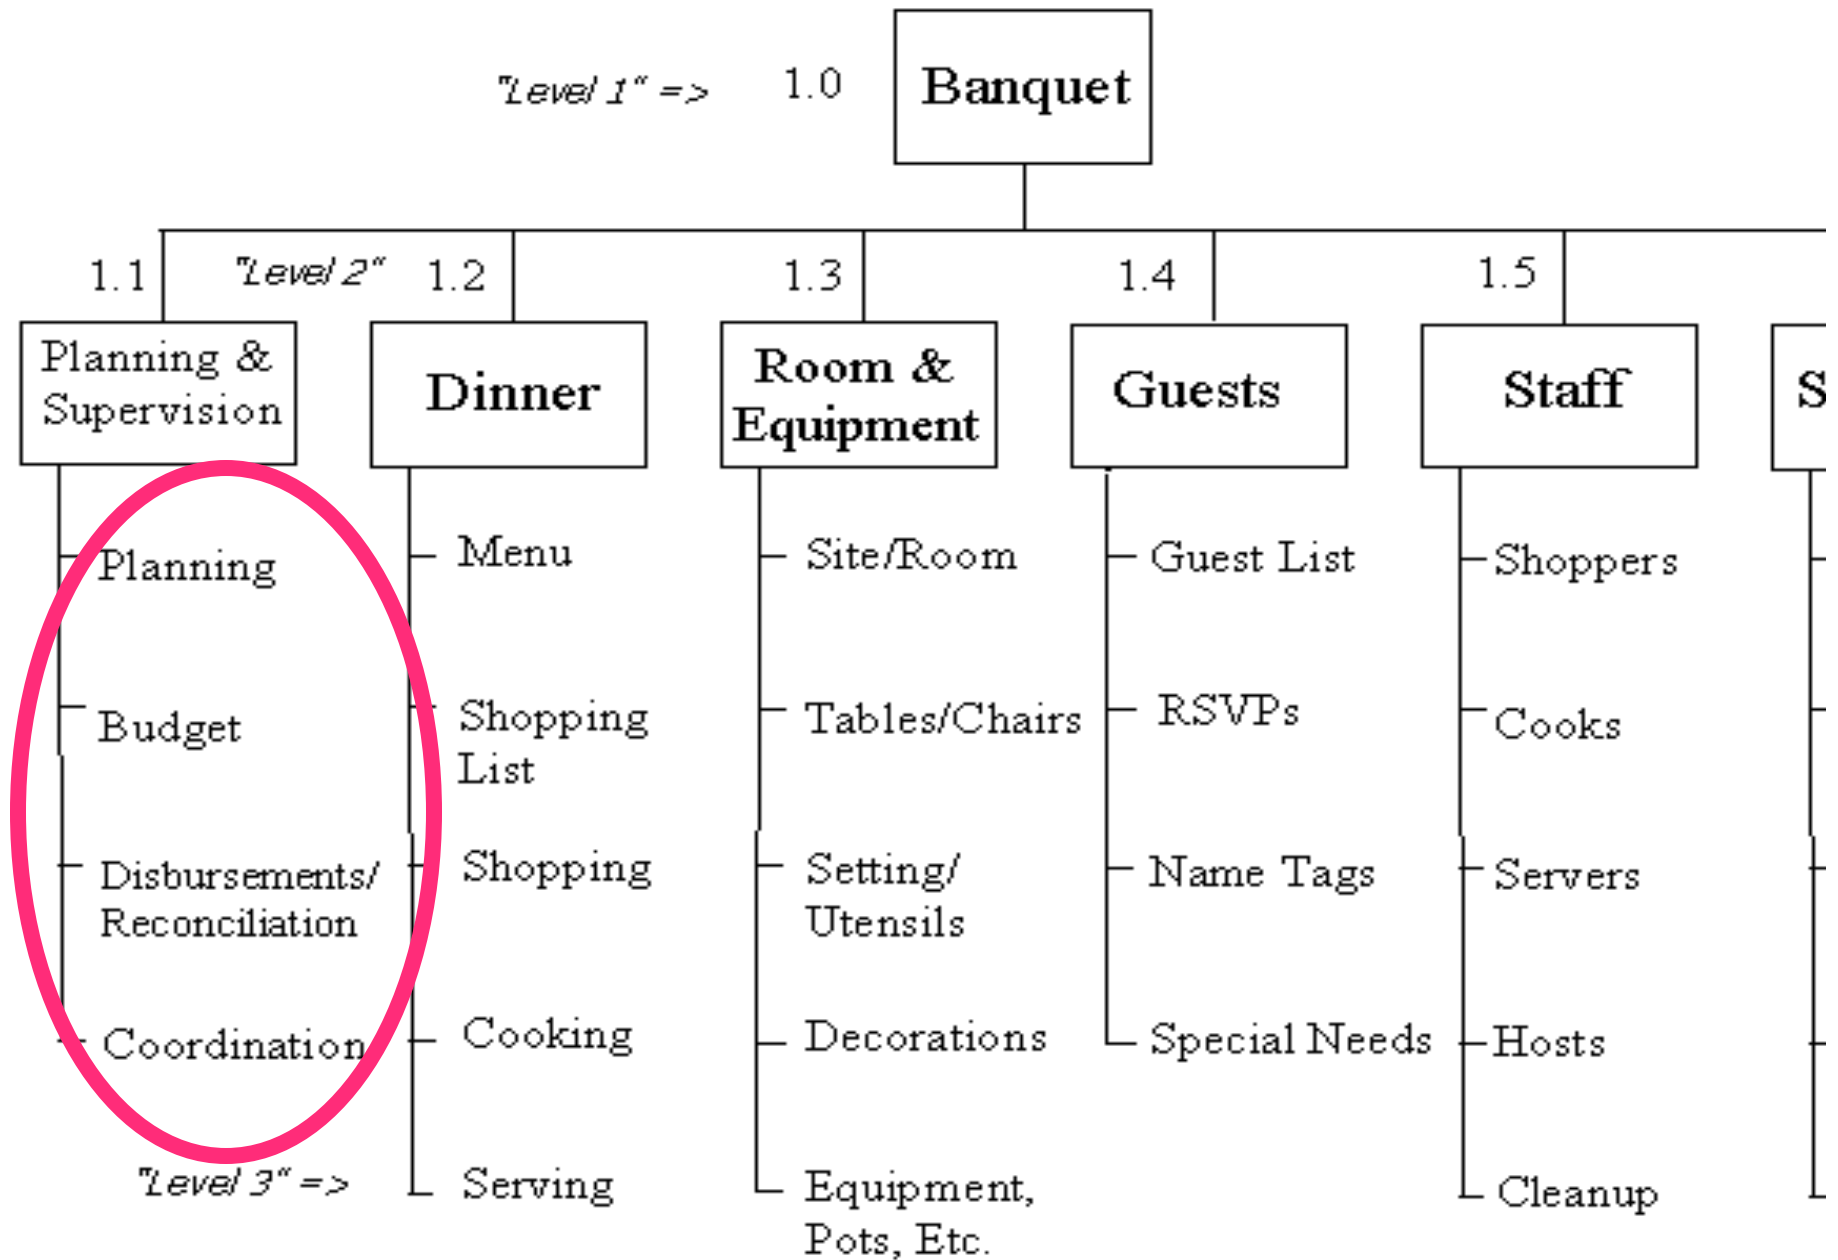 "Level 1" => 1.0 Banquet
1.1 "Level 2" 1.2 1.3 1.4 1.5
Planning &
Supervision
Dinner
Room &
Equipment
Guests
Staff
S
Planning
Budget
Disbursements/
Reconciliation
Coordination
"Level 3" =>
Menu
Shopping
List
Shopping
Cooking
Serving
Site/Room
Tables/Chairs
Setting/
Utensils
Decorations
Equipment,
Pots, Etc.
Guest List
RSVPs
Name Tags
Special Needs
Shoppers
Cooks
Servers
Hosts
Cleanup